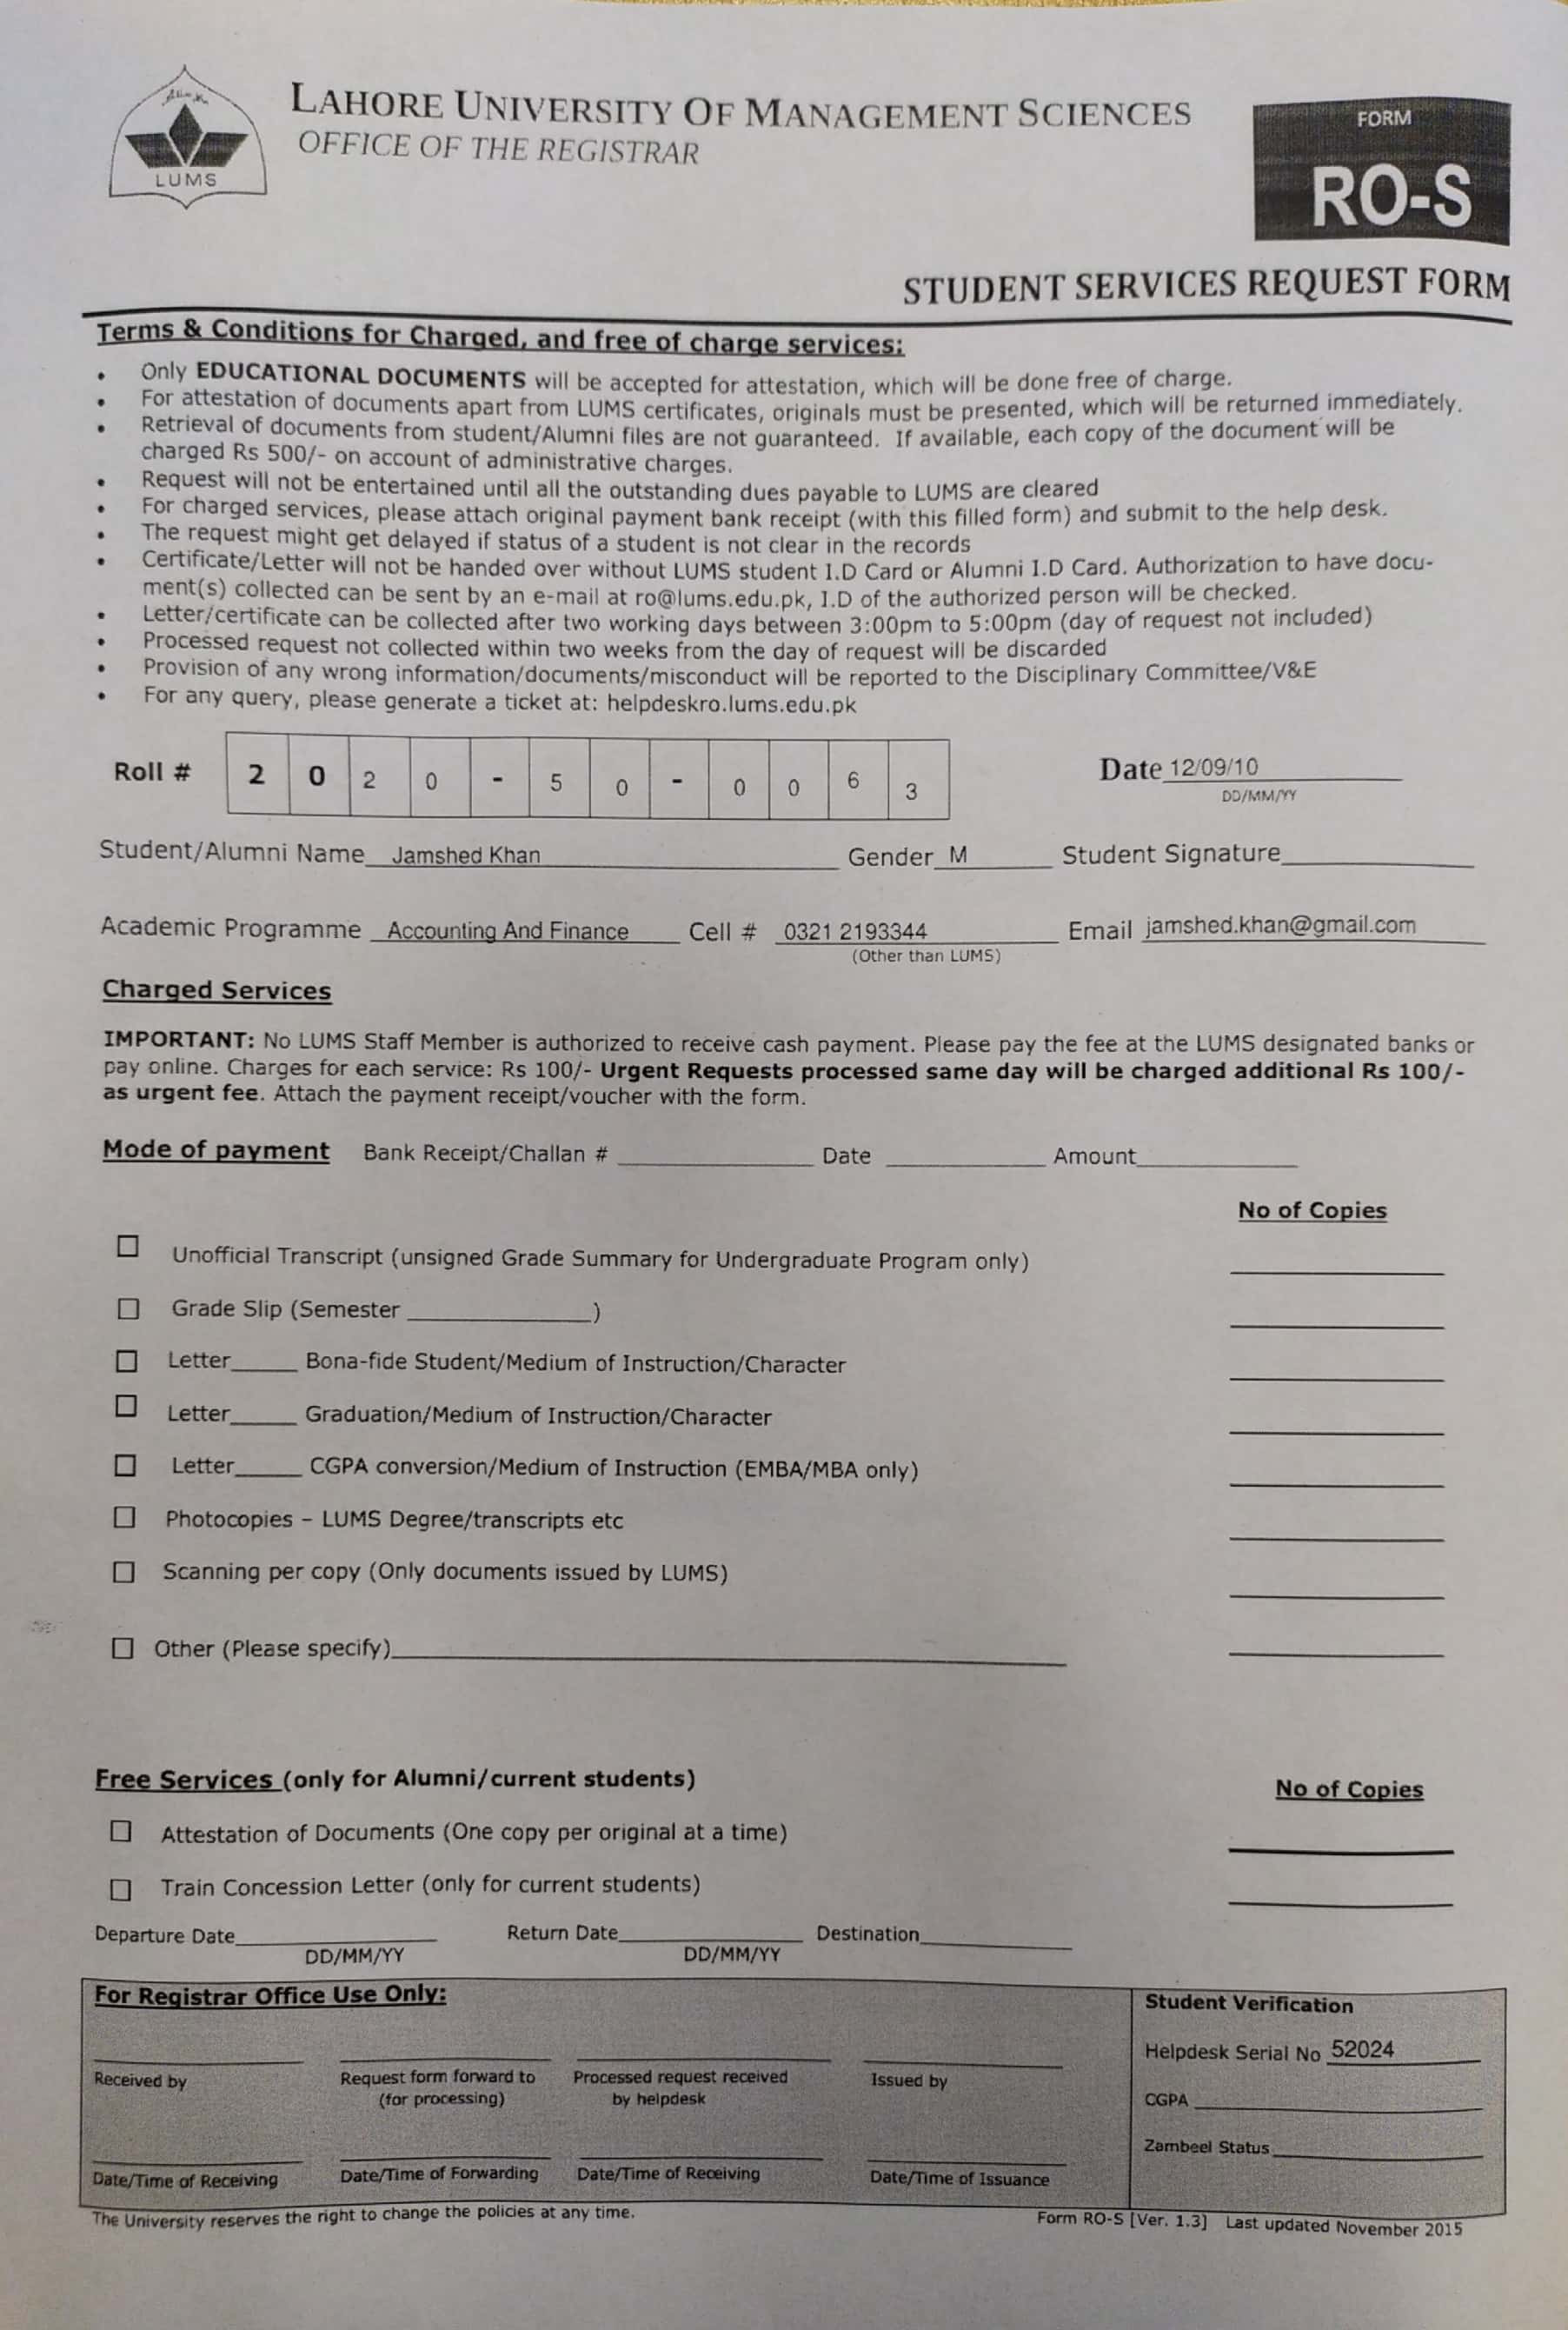 LUMS
LAHORE UNIVERSITY OF MANAGEMENT SCIENCES
OFFICE OF THE REGISTRAR
FORM
RO-S
STUDENT SERVICES REQUEST FORM
Terms & Conditions for Charged, and free of charge services:
• Only EDUCATIONAL DOCUMENTS will be accepted for attestation, which will be done free of charge.
• For attestation of documents apart from LUMS certificates, originals must be presented, which will be returned immediately.
• Retrieval of documents from student/Alumni files are not guaranteed. If available, each copy of the document will be
charged Rs 500/- on account of administrative charges.
• Request will not be entertained until all the outstanding dues payable to LUMS are cleared
• For charged services, please attach original payment bank receipt (with this filled form) and submit to the help desk.
• The request might get delayed if status of a student is not clear in the records
• Certificate/Letter will not be handed over without LUMS student I.D Card or Alumni I.D Card. Authorization to have docu-
ment(s) collected can be sent by an e-mail at ro@lums.edu.pk, I.D of the authorized person will be checked.
• Letter/certificate can be collected after two working days between 3:00pm to 5:00pm (day of request not included)
• Processed request not collected within two weeks from the day of request will be discarded
• Provision of any wrong information/documents/misconduct will be reported to the Disciplinary Committee/V&E
• For any query, please generate a ticket at: helpdeskro.lums.edu.pk
Roll # 2 0 2 0 - 5 0 - 0 0 6 3 Date 12/09/10
DD/MM/YY
Student/Alumni Name Jamshed Khan Gender M Student Signature
Academic Programme Accounting And Finance Cell # 0321 2193344 Email jamshed.khan@gmail.com
(Other than LUMS)
Charged Services
IMPORTANT: No LUMS Staff Member is authorized to receive cash payment. Please pay the fee at the LUMS designated banks or
pay online. Charges for each service: Rs 100/- Urgent Requests processed same day will be charged additional Rs 100/-
as urgent fee. Attach the payment receipt/voucher with the form.
Mode of payment Bank Receipt/Challan # Date Amount
No of Copies
Unofficial Transcript (unsigned Grade Summary for Undergraduate Program only)
Grade Slip (Semester )
Letter Bona-fide Student/Medium of Instruction/Character
Letter Graduation/Medium of Instruction/Character
Letter CGPA conversion/Medium of Instruction (EMBA/MBA only)
Photocopies – LUMS Degree/transcripts etc
Scanning per copy (Only documents issued by LUMS)
Other (Please specify)
Free Services (only for Alumni/current students) No of Copies
Attestation of Documents (One copy per original at a time)
Train Concession Letter (only for current students)
Departure Date Return Date Destination
DD/MM/YY DD/MM/YY
For Registrar Office Use Only: Student Verification
Helpdesk Serial No 52024
Received by Request form forward to Processed request received Issued by
(for processing) by helpdesk CGPA
Zambeel Status
Date/Time of Receiving Date/Time of Forwarding Date/Time of Receiving Date/Time of Issuance
The University reserves the right to change the policies at any time. Form RO-S [Ver. 1.3] Last updated November 2015